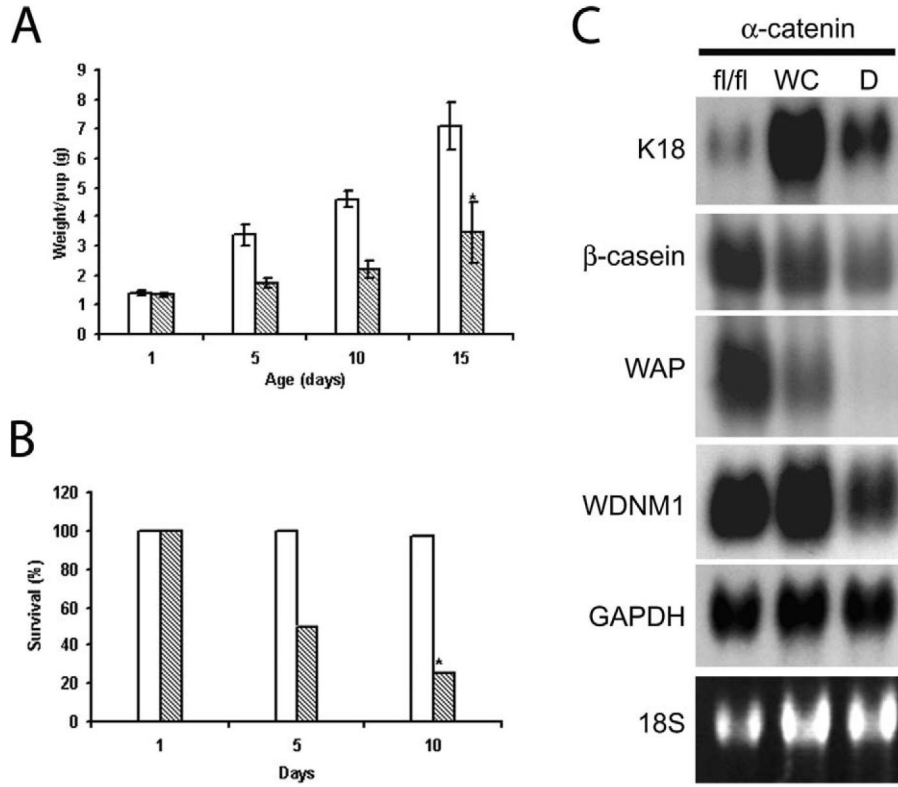 A
9
8
7
6
5
4
3
2
1
0
Weight/pup (g)
*
1 5 10 15
Age (days)
B
120
100
80
60
40
20
0
Survival (%)
*
1 5 10
Days
C
α-catenin
fl/fl WC D
K18
β-casein
WAP
WDNM1
GAPDH
18S